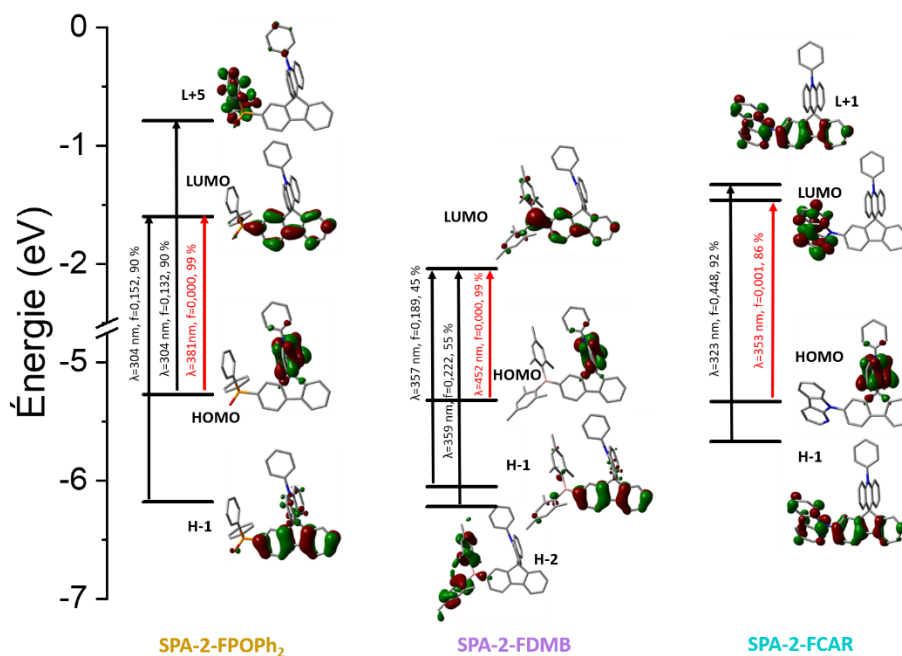 Énergie (eV)
0
-1
-2
-5
-6
-7
L+5
LUMO
HOMO
H-1
λ=304 nm, f=0,152, 90 %
λ=304 nm, f=0,132, 90 %
λ=381nm, f=0,000, 99 %
SPA-2-FPOPh₂
LUMO
HOMO
H-1
H-2
λ=357 nm, f=0,189, 45 %
λ=359 nm, f=0,222, 55 %
λ=452 nm, f=0,000, 99 %
SPA-2-FDMB
L+1
LUMO
HOMO
H-1
λ=323 nm, f=0,448, 92 %
λ=353 nm, f=0,001, 86 %
SPA-2-FCAR